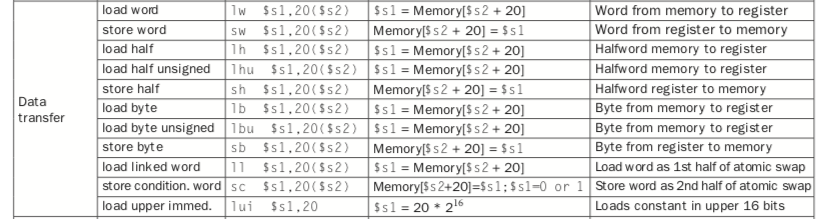 Data
transfer
load word lw $s1,20($s2) $s1 = Memory[$s2 + 20] Word from memory to register
store word sw $s1,20($s2) Memory[$s2 + 20] = $s1 Word from register to memory
load half lh $s1,20($s2) $s1 = Memory[$s2 + 20] Halfword memory to register
load half unsigned lhu $s1,20($s2) $s1 = Memory[$s2 + 20] Halfword memory to register
store half sh $s1,20($s2) Memory[$s2 + 20] = $s1 Halfword register to memory
load byte lb $s1,20($s2) $s1 = Memory[$s2 + 20] Byte from memory to register
load byte unsigned lbu $s1,20($s2) $s1 = Memory[$s2 + 20] Byte from memory to register
store byte sb $s1,20($s2) Memory[$s2 + 20] = $s1 Byte from register to memory
load linked word ll $s1,20($s2) $s1 = Memory[$s2 + 20] Load word as 1st half of atomic swap
store condition. word sc $s1,20($s2) Memory[$s2+20]=$s1;$s1=0 or 1 Store word as 2nd half of atomic swap
load upper immed. lui $s1,20 $s1 = 20 * 2¹⁶ Loads constant in upper 16 bits